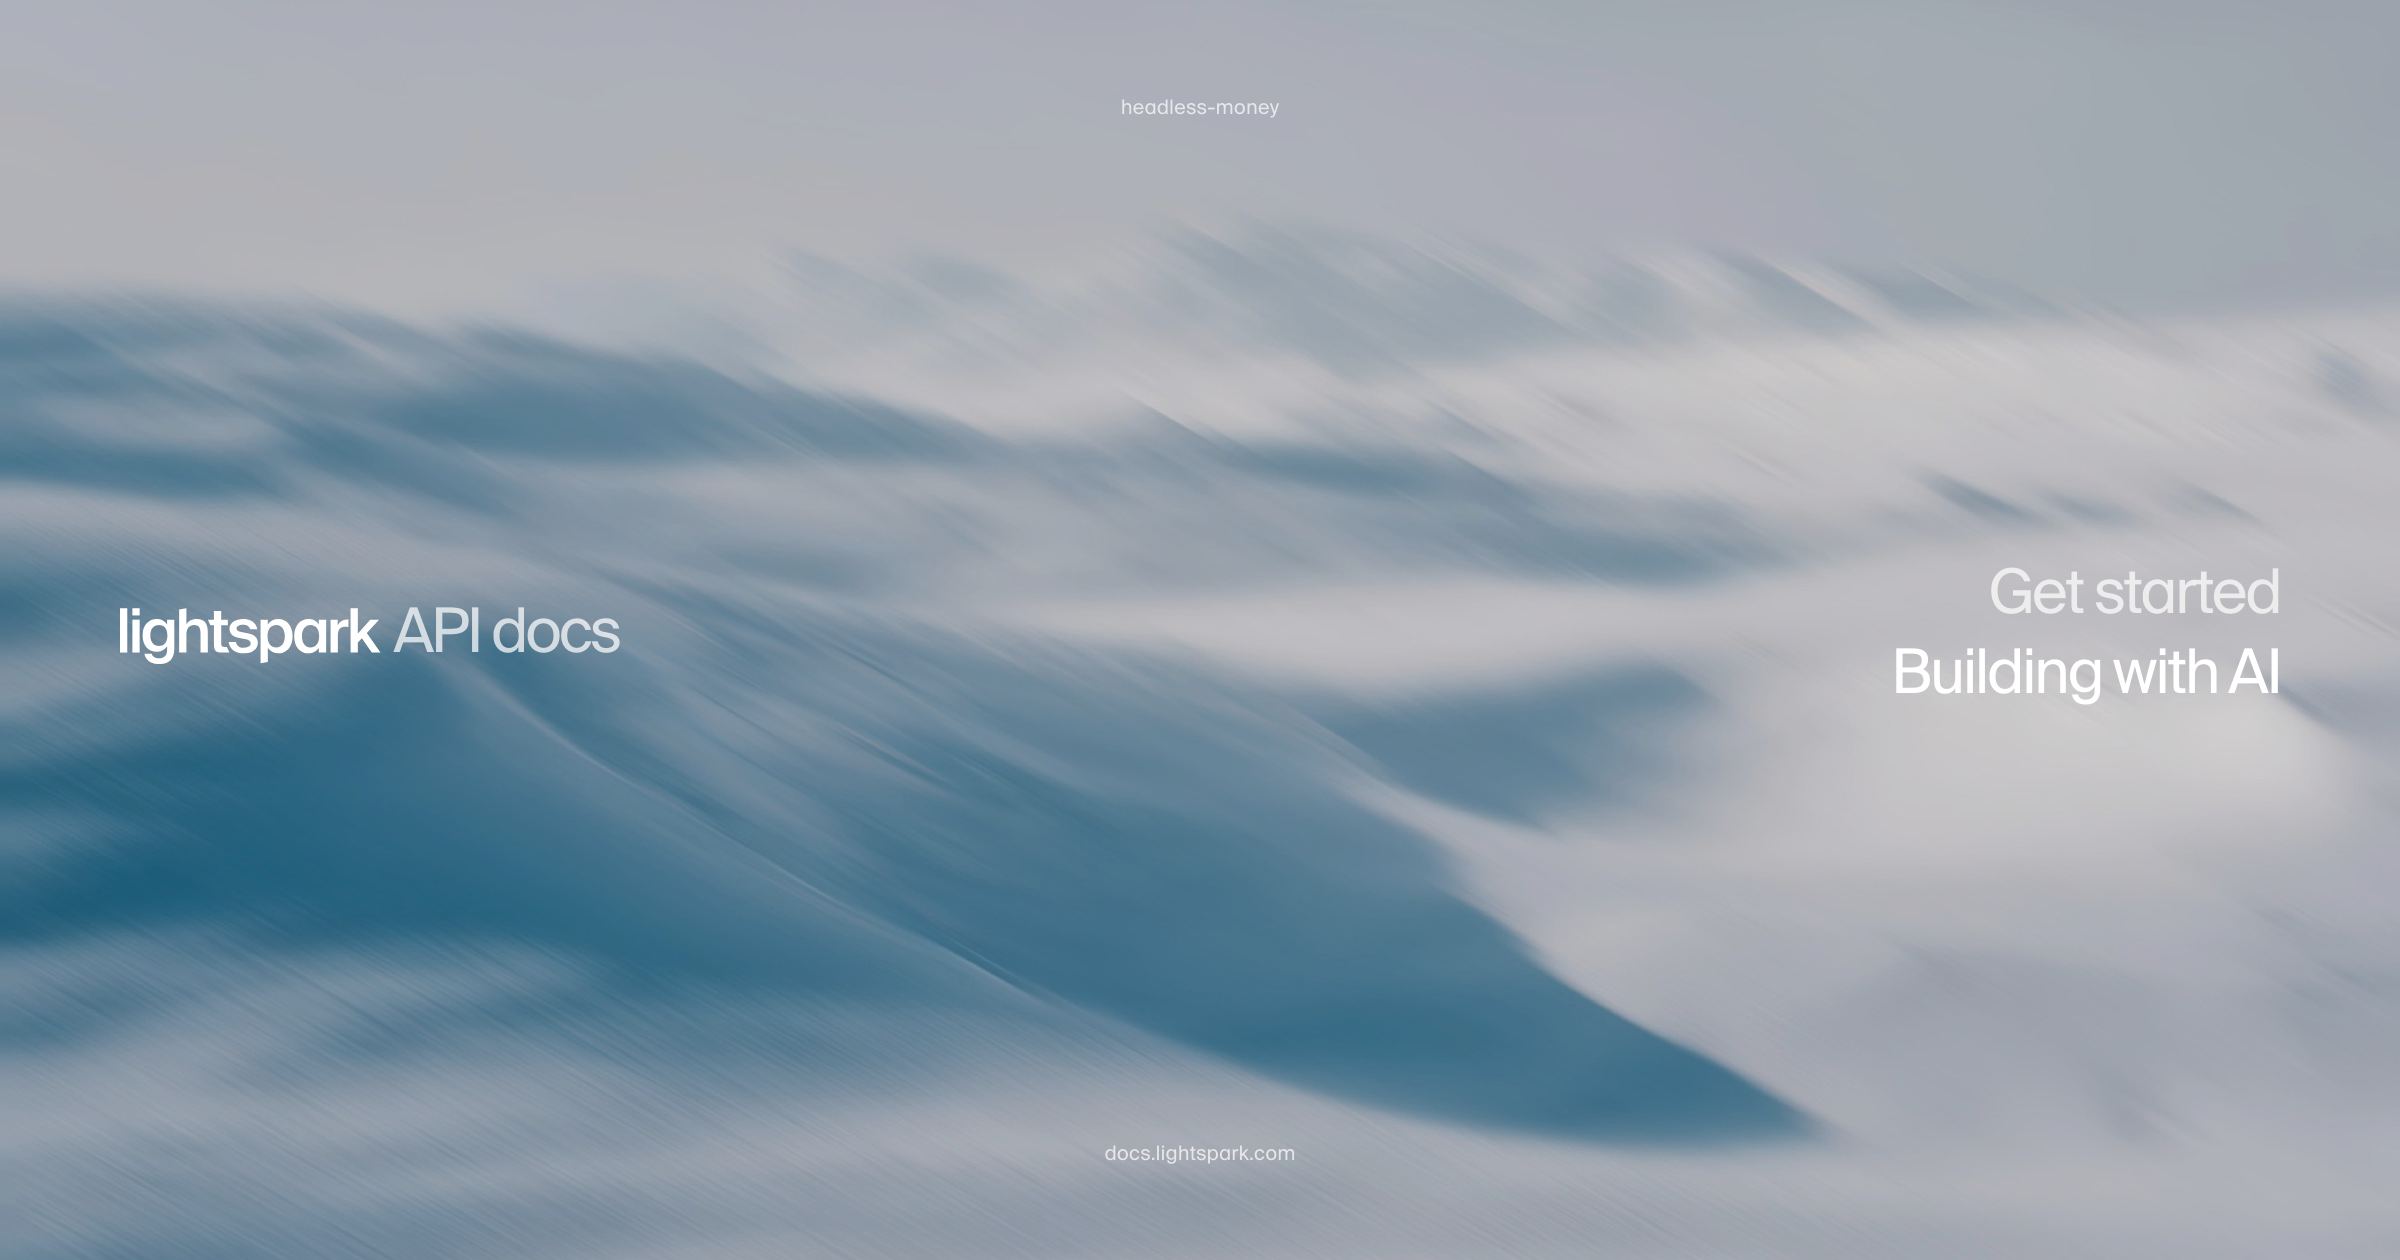 headless-money
lightspark API docs
Get started
Building with AI
docs.lightspark.com